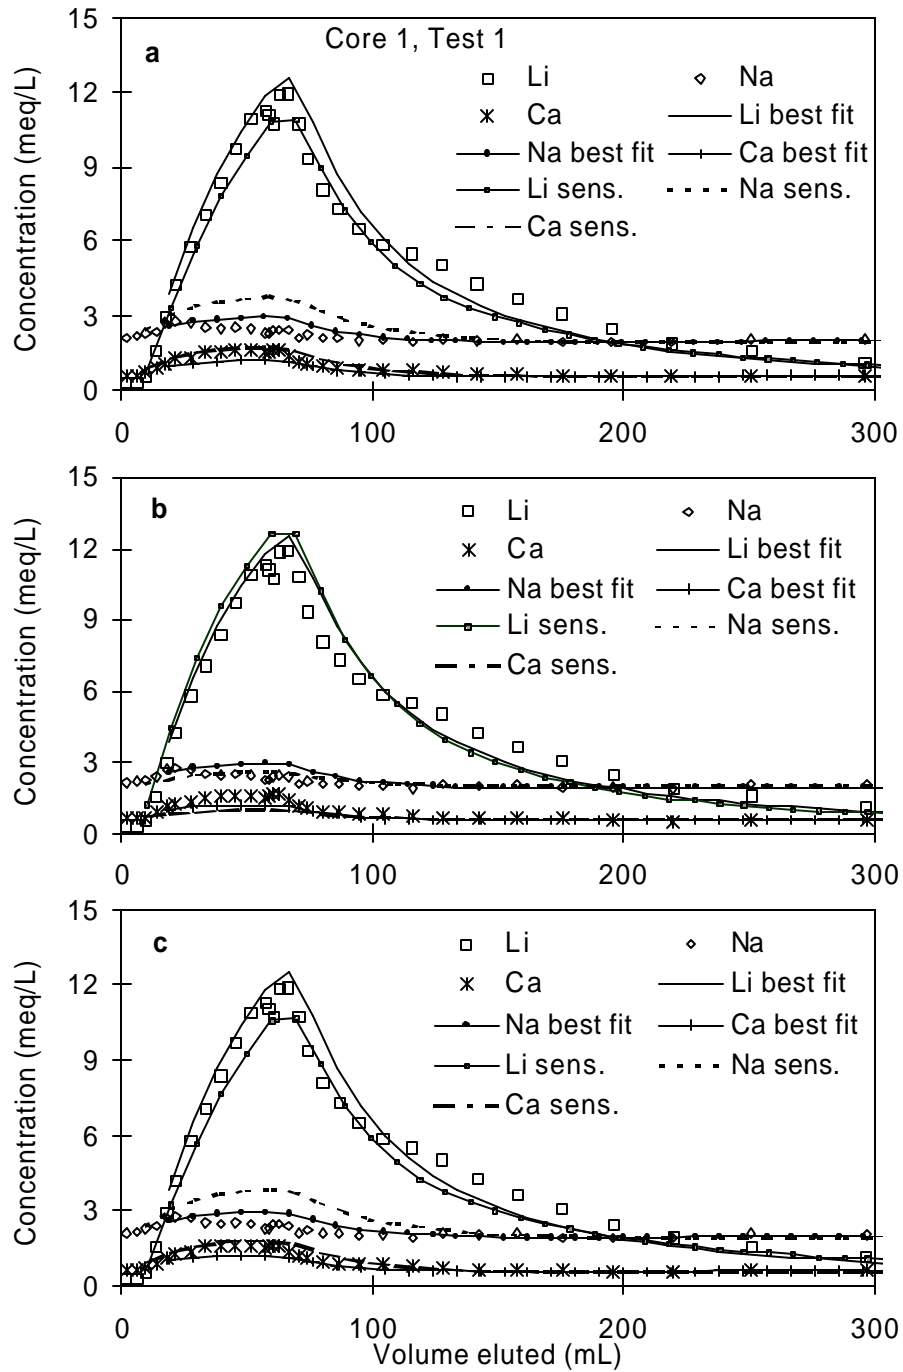 Core 1, Test 1
a
Concentration (meq/L)
15
12
9
6
3
0
Li
Na
Ca
Li best fit
Na best fit
Ca best fit
Li sens.
Na sens.
Ca sens.
0
100
200
300
b
Concentration (meq/L)
15
12
9
6
3
0
Li
Na
Ca
Li best fit
Na best fit
Ca best fit
Li sens.
Na sens.
Ca sens.
0
100
200
300
c
Concentration (meq/L)
15
12
9
6
3
0
Li
Na
Ca
Li best fit
Na best fit
Ca best fit
Li sens.
Na sens.
Ca sens.
0
100
200
300
Volume eluted (mL)